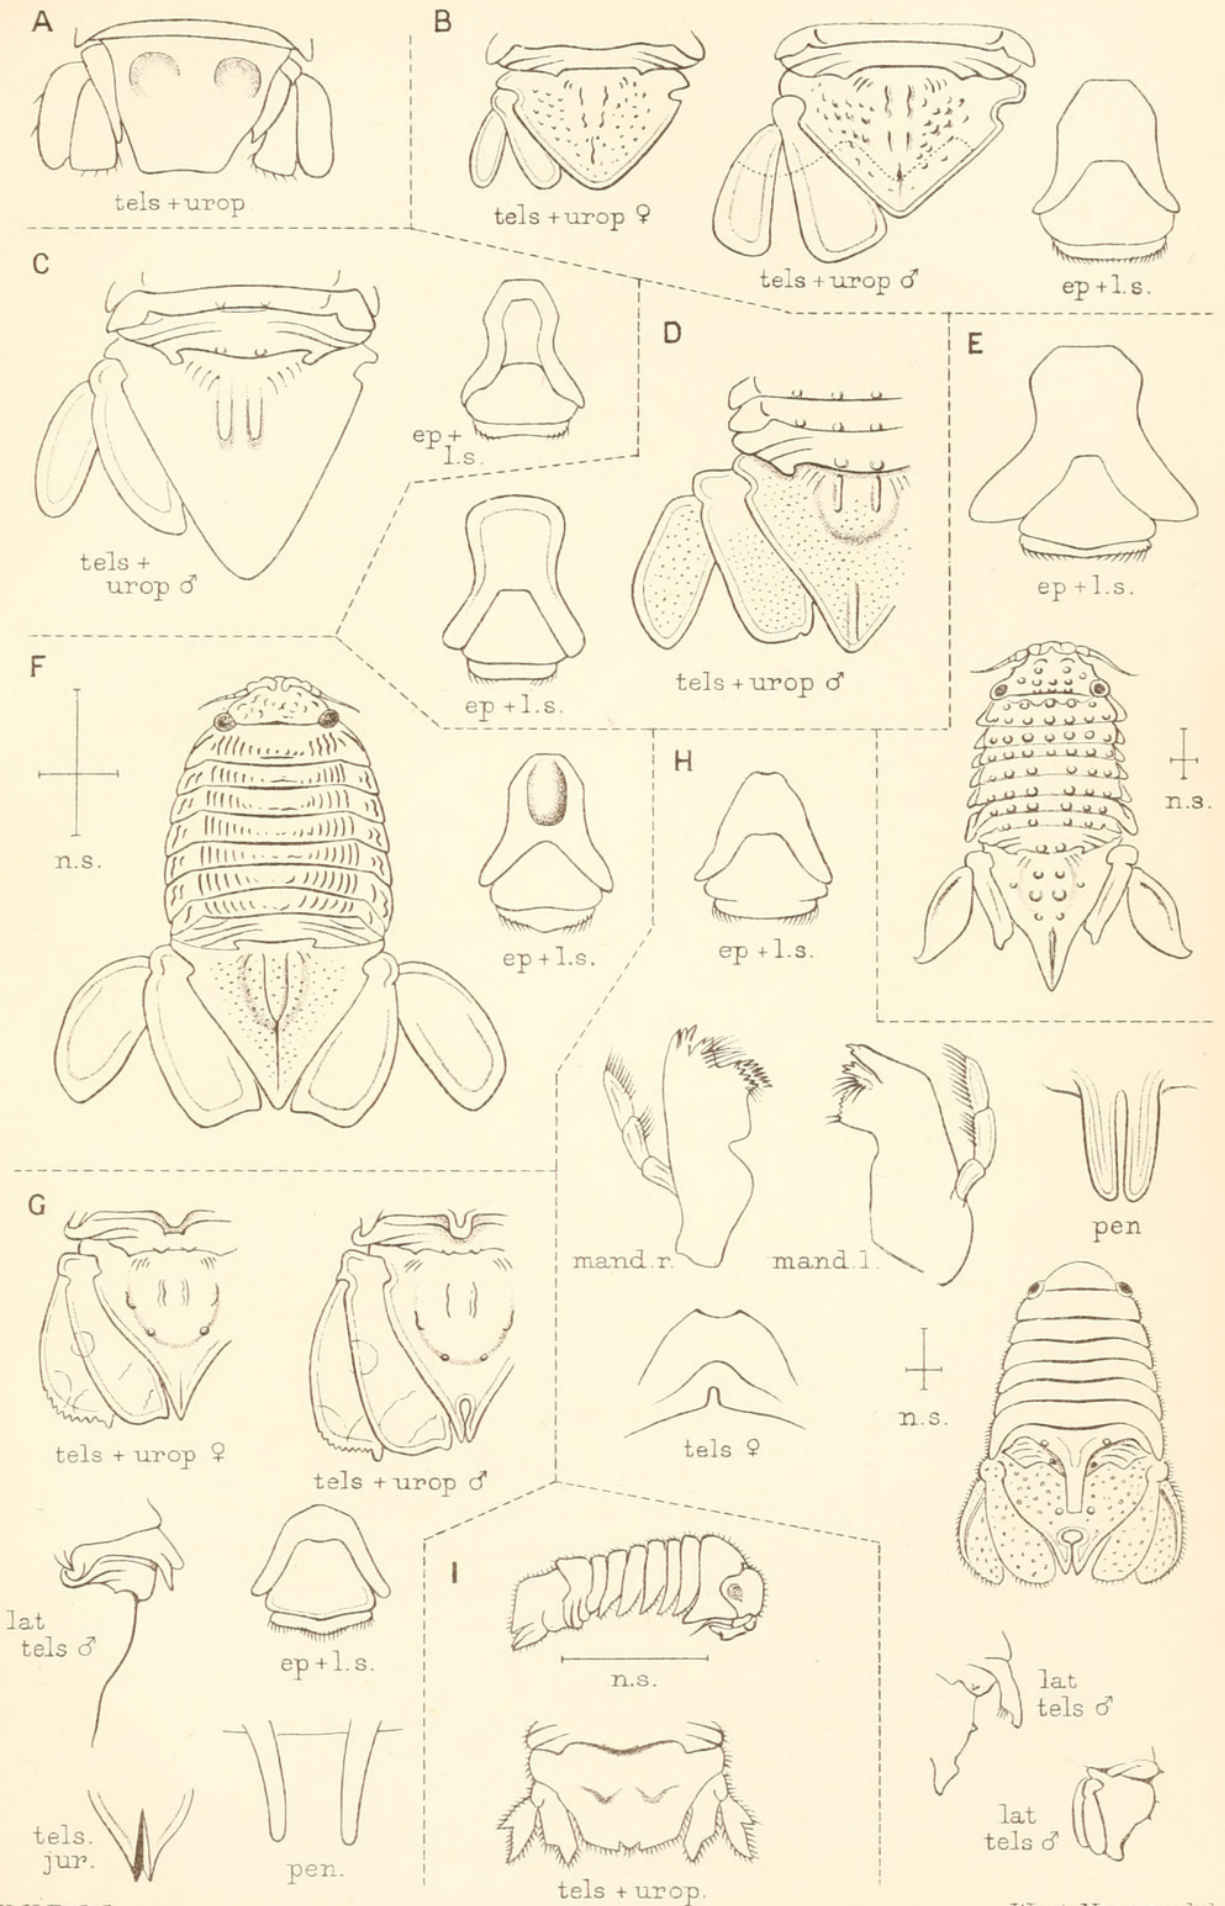 A
tels + urop
B
tels + urop ♀
tels + urop ♂
ep + l.s.
C
tels +
urop ♂
ep +
l.s.
D
ep + l.s.
tels + urop ♂
E
ep + l.s.
n.s.
F
n.s.
ep + l.s.
H
ep + l.s.
mand. r.
mand. l.
pen
tels ♀
n.s.
lat
tels ♂
lat
tels ♂
G
tels + urop ♀
tels + urop ♂
lat
tels ♂
ep + l.s.
tels.
jur.
pen.
I
n.s.
tels + urop.